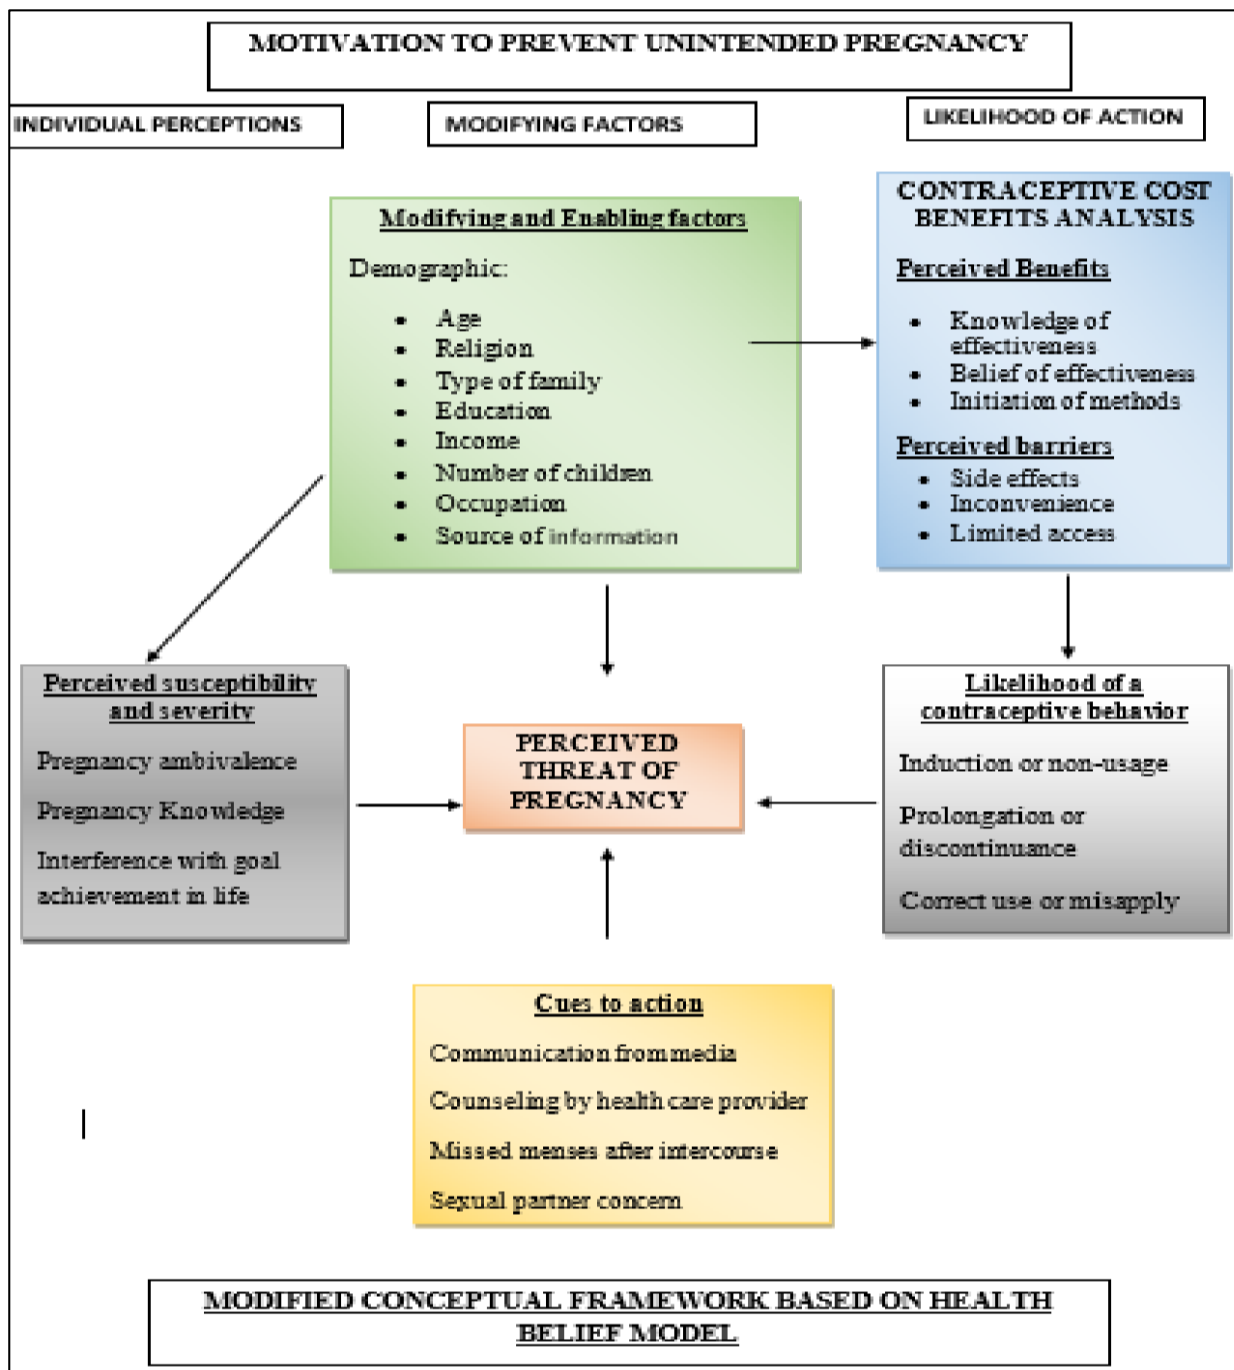 MOTIVATION TO PREVENT UNINTENDED PREGNANCY
INDIVIDUAL PERCEPTIONS
MODIFYING FACTORS
LIKELIHOOD OF ACTION
Modifying and Enabling factors
Demographic:
• Age
• Religion
• Type of family
• Education
• Income
• Number of children
• Occupation
• Source of information
CONTRACEPTIVE COST
BENEFITS ANALYSIS
Perceived Benefits
• Knowledge of
effectiveness
• Belief of effectiveness
• Initiation of methods
Perceived barriers
• Side effects
• Inconvenience
• Limited access
Perceived susceptibility
and severity
Pregnancy ambivalence
Pregnancy Knowledge
Interference with goal
achievement in life
PERCEIVED
THREAT OF
PREGNANCY
Likelihood of a
contraceptive behavior
Induction or non-usage
Prolongation or
discontinuance
Correct use or misapply
Cues to action
Communication from media
Counseling by health care provider
Missed menses after intercourse
Sexual partner concern
MODIFIED CONCEPTUAL FRAMEWORK BASED ON HEALTH
BELIEF MODEL